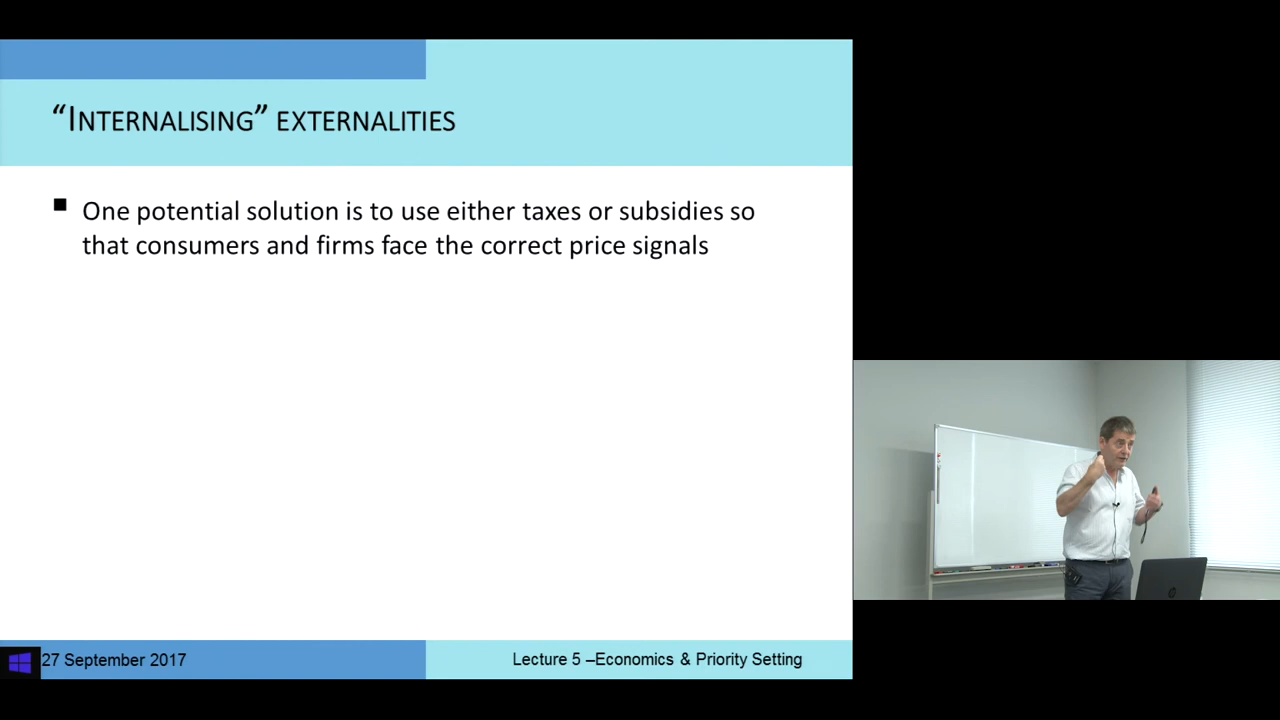 “INTERNALISING” EXTERNALITIES
■ One potential solution is to use either taxes or subsidies so
that consumers and firms face the correct price signals
27 September 2017
Lecture 5 –Economics & Priority Setting